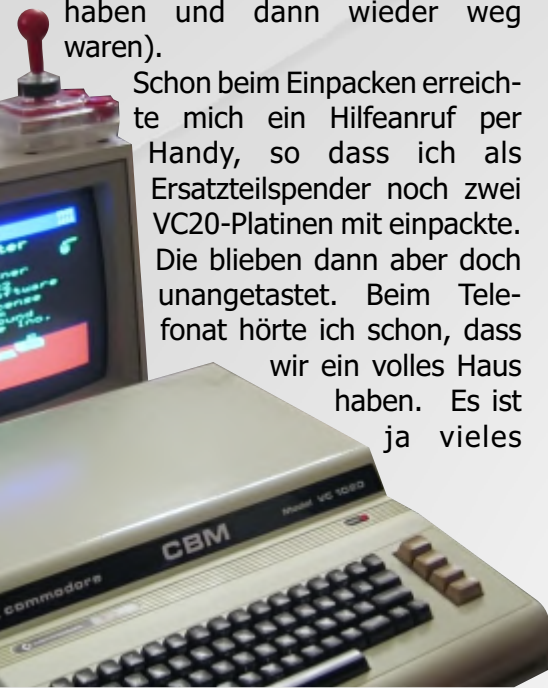 haben und dann wieder weg
waren).
Schon beim Einpacken erreich-
te mich ein Hilfeanruf per
Handy, so dass ich als
Ersatzteilspender noch zwei
VC20-Platinen mit einpackte.
Die blieben dann aber doch
unangetastet. Beim Tele-
fonat hörte ich schon, dass
wir ein volles Haus
haben. Es ist
ja vieles
CBM
Model VC 1020
commodore